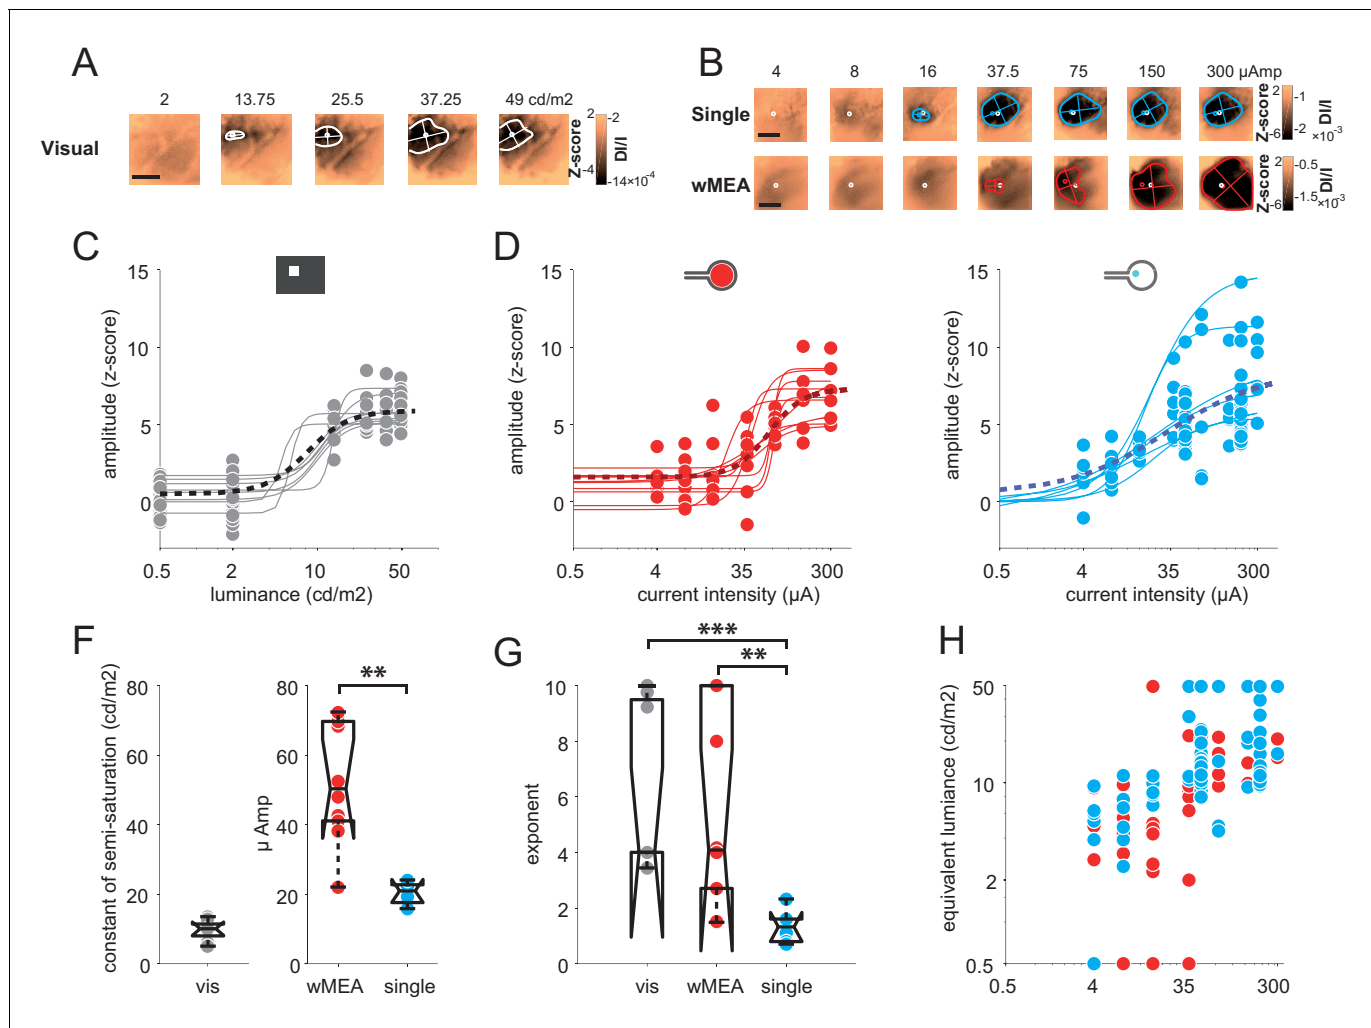 A
2 13.75 25.5 37.25 49 cd/m2
Visual
2 -2
Z-score DI/I
-4 -14×10⁻⁴
B
4 8 16 37.5 75 150 300 µAmp
Single
2 -1
Z-score DI/I
-6 -2 ×10⁻³
wMEA
2 -0.5
Z-score DI/I
-6 -1.5 ×10⁻³
C
amplitude (z-score)
15
10
5
0
0.5 2 10 50
luminance (cd/m2)
D
amplitude (z-score)
15
10
5
0
0.5 4 35 300
current intensity (µA)
amplitude (z-score)
15
10
5
0
0.5 4 35 300
current intensity (µA)
F
constant of semi-saturation (cd/m2)
80
60
40
20
0
vis
µ Amp
80
60
40
20
0
**
wMEA single
G
exponent
10
8
6
4
2
0
***
**
vis wMEA single
H
equivalent lumiance (cd/m2)
50
10
2
0.5
0.5 4 35 300